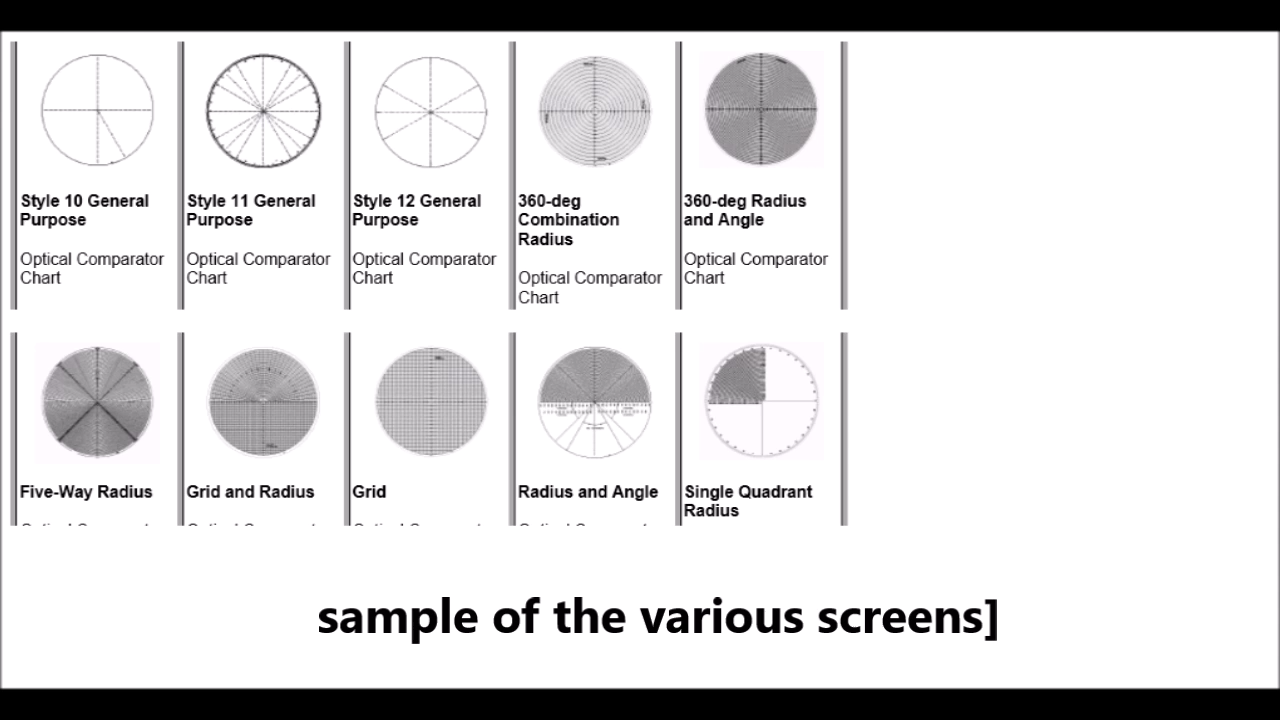 Style 10 General
Purpose
Optical Comparator
Chart
Style 11 General
Purpose
Optical Comparator
Chart
Style 12 General
Purpose
Optical Comparator
Chart
360-deg
Combination
Radius
Optical Comparator
Chart
360-deg Radius
and Angle
Optical Comparator
Chart
Five-Way Radius
Grid and Radius
Grid
Radius and Angle
Single Quadrant
Radius
sample of the various screens]